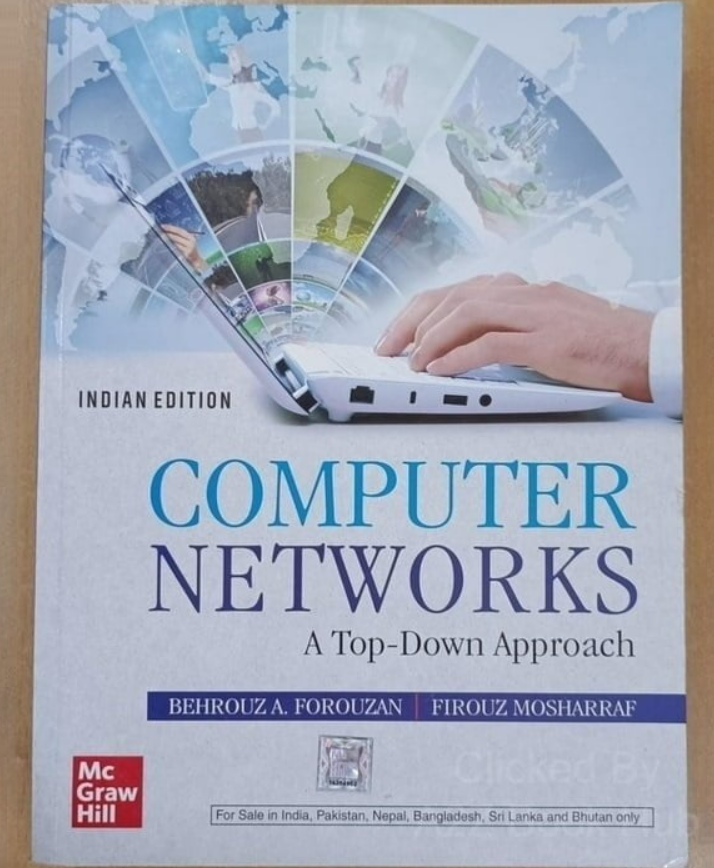 INDIAN EDITION
COMPUTER
NETWORKS
A Top-Down Approach
BEHROUZ A. FOROUZAN | FIROUZ MOSHARRAF
Mc
Graw
Hill
Clicked By
For Sale in India, Pakistan, Nepal, Bangladesh, Sri Lanka and Bhutan only